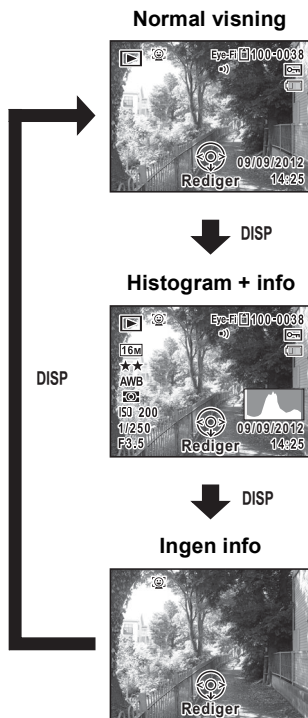 Normal visning
Eye-Fi 100-0038
Rediger
09/09/2012
14:25
DISP
Histogram + info
Eye-Fi 100-0038
16M
AWB
ISO 200
1/250
F3.5
Rediger
09/09/2012
14:25
DISP
DISP
Ingen info
Rediger